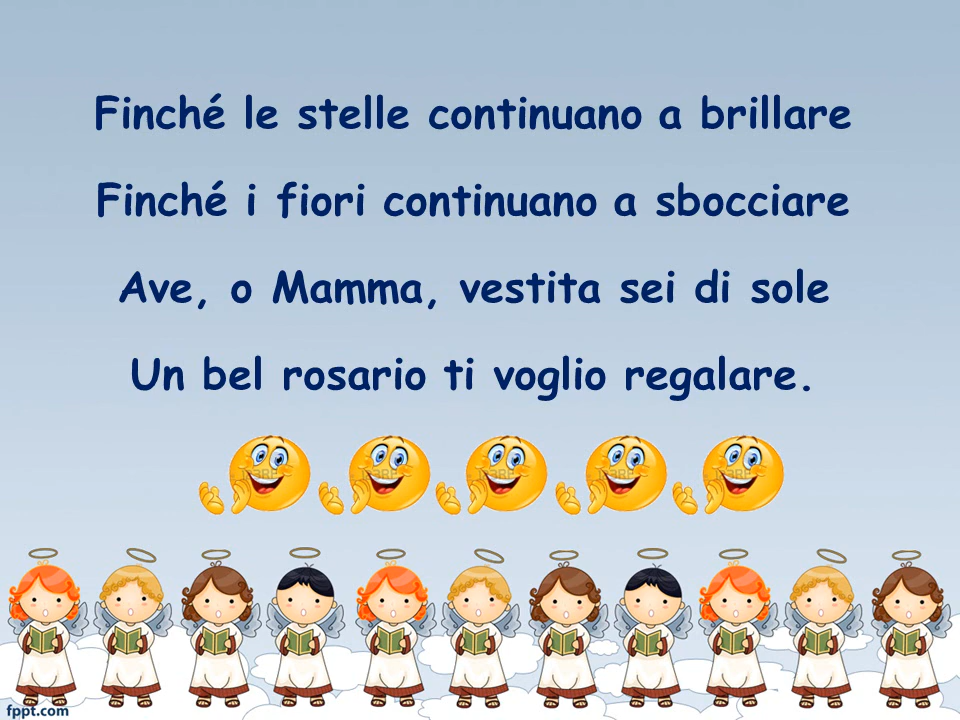 Finché le stelle continuano a brillare
Finché i fiori continuano a sbocciare
Ave, o Mamma, vestita sei di sole
Un bel rosario ti voglio regalare.
fppt.com